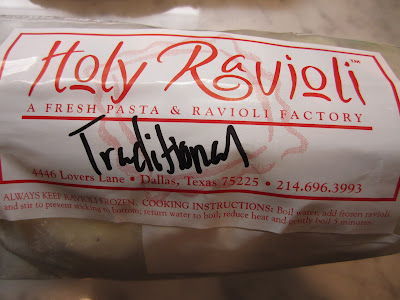 Holy Ravioli™
A FRESH PASTA & RAVIOLI FACTORY
Traditional
4446 Lovers Lane • Dallas, Texas 75225 • 214.696.3993
ALWAYS KEEP RAVIOLI FROZEN. COOKING INSTRUCTIONS: Boil water, add frozen ravioli
and stir to prevent sticking to bottom; return water to boil; reduce heat and gently boil 5 minutes.